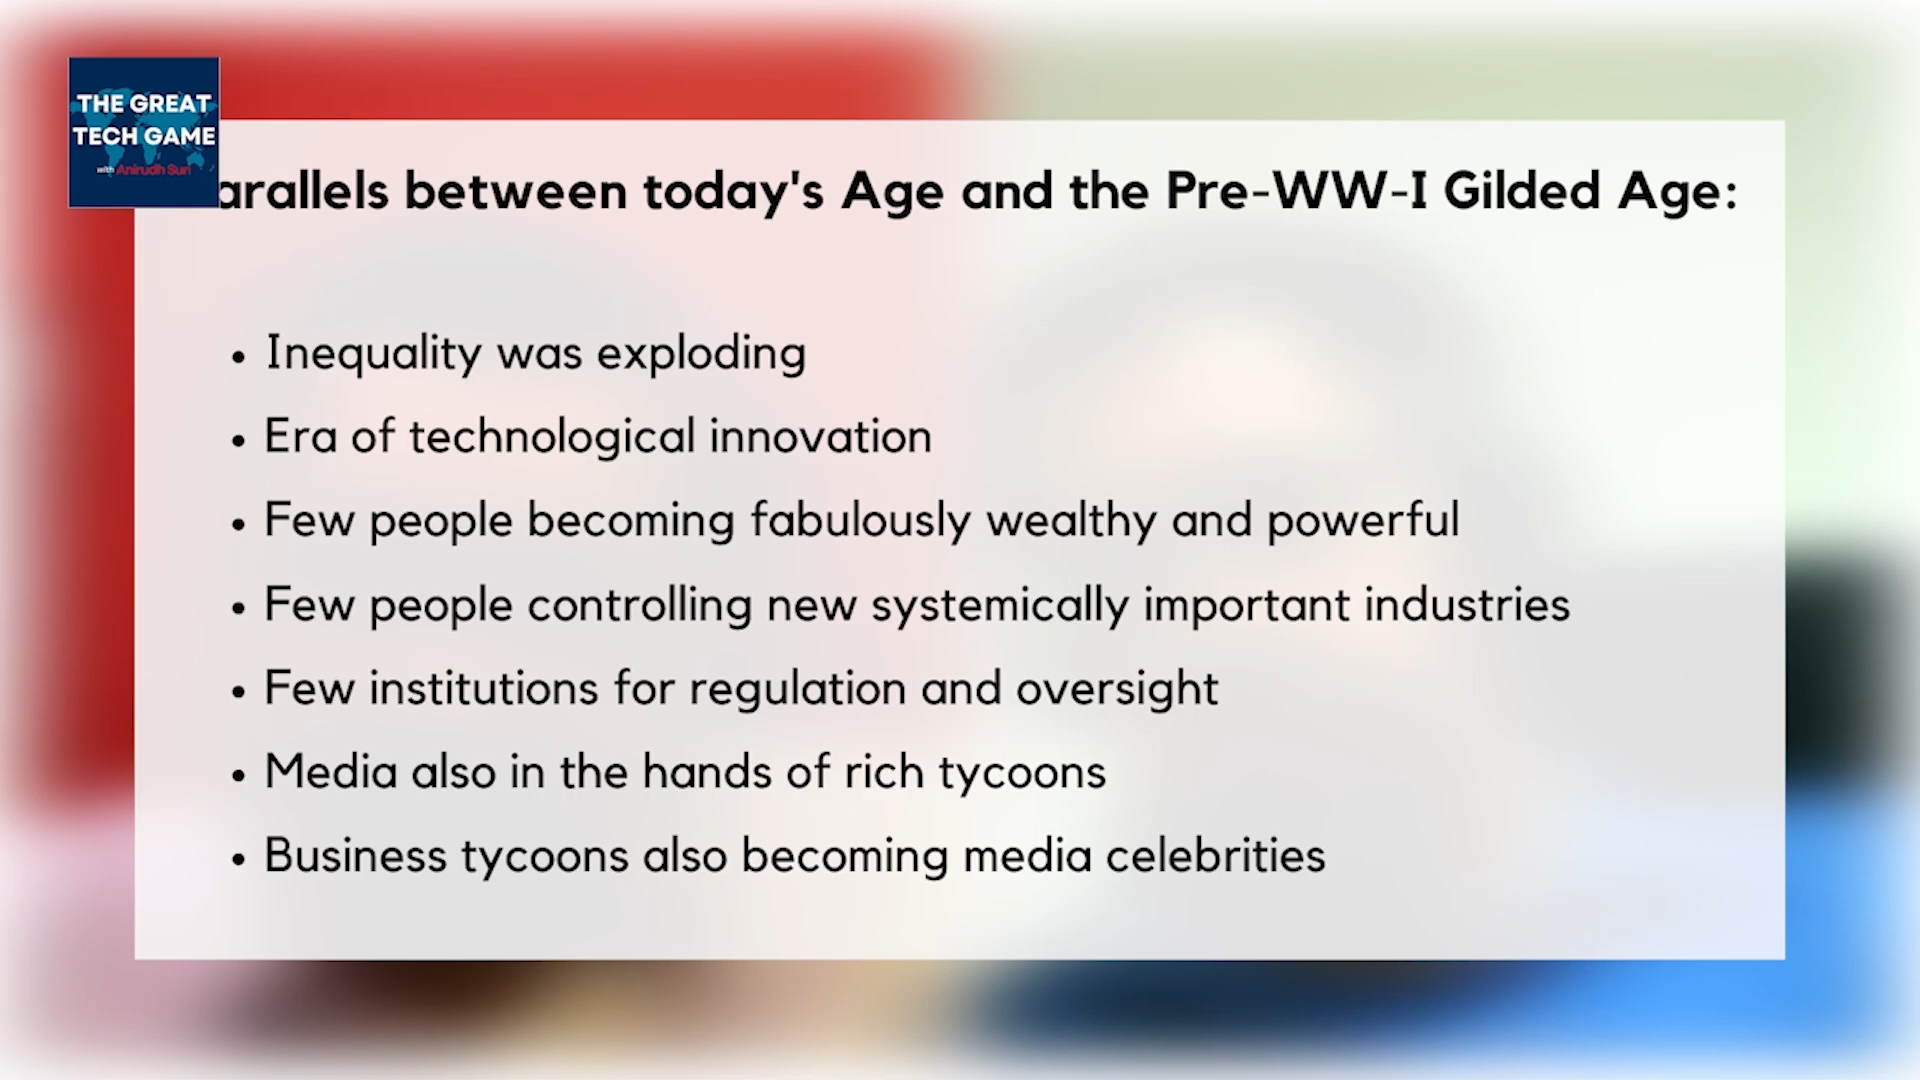 THE GREAT
TECH GAME
with Anirudh Suri
arallels between today's Age and the Pre-WW-I Gilded Age:
• Inequality was exploding
• Era of technological innovation
• Few people becoming fabulously wealthy and powerful
• Few people controlling new systemically important industries
• Few institutions for regulation and oversight
• Media also in the hands of rich tycoons
• Business tycoons also becoming media celebrities